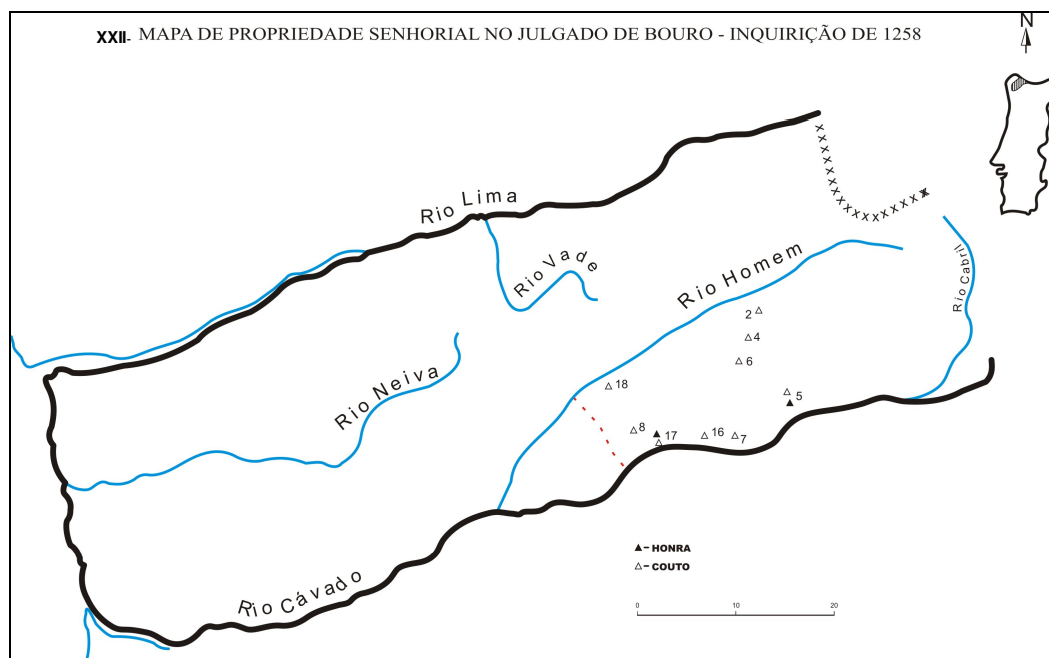 XXII- MAPA DE PROPRIEDADE SENHORIAL NO JULGADO DE BOURO - INQUIRIÇÃO DE 1258
N
Rio Lima
Rio Vade
Rio Homem
Rio Cabril
2
4
6
Rio Neiva
18
5
8
17
16
7
▲- HONRA
△- COUTO
Rio Cávado
0 10 20